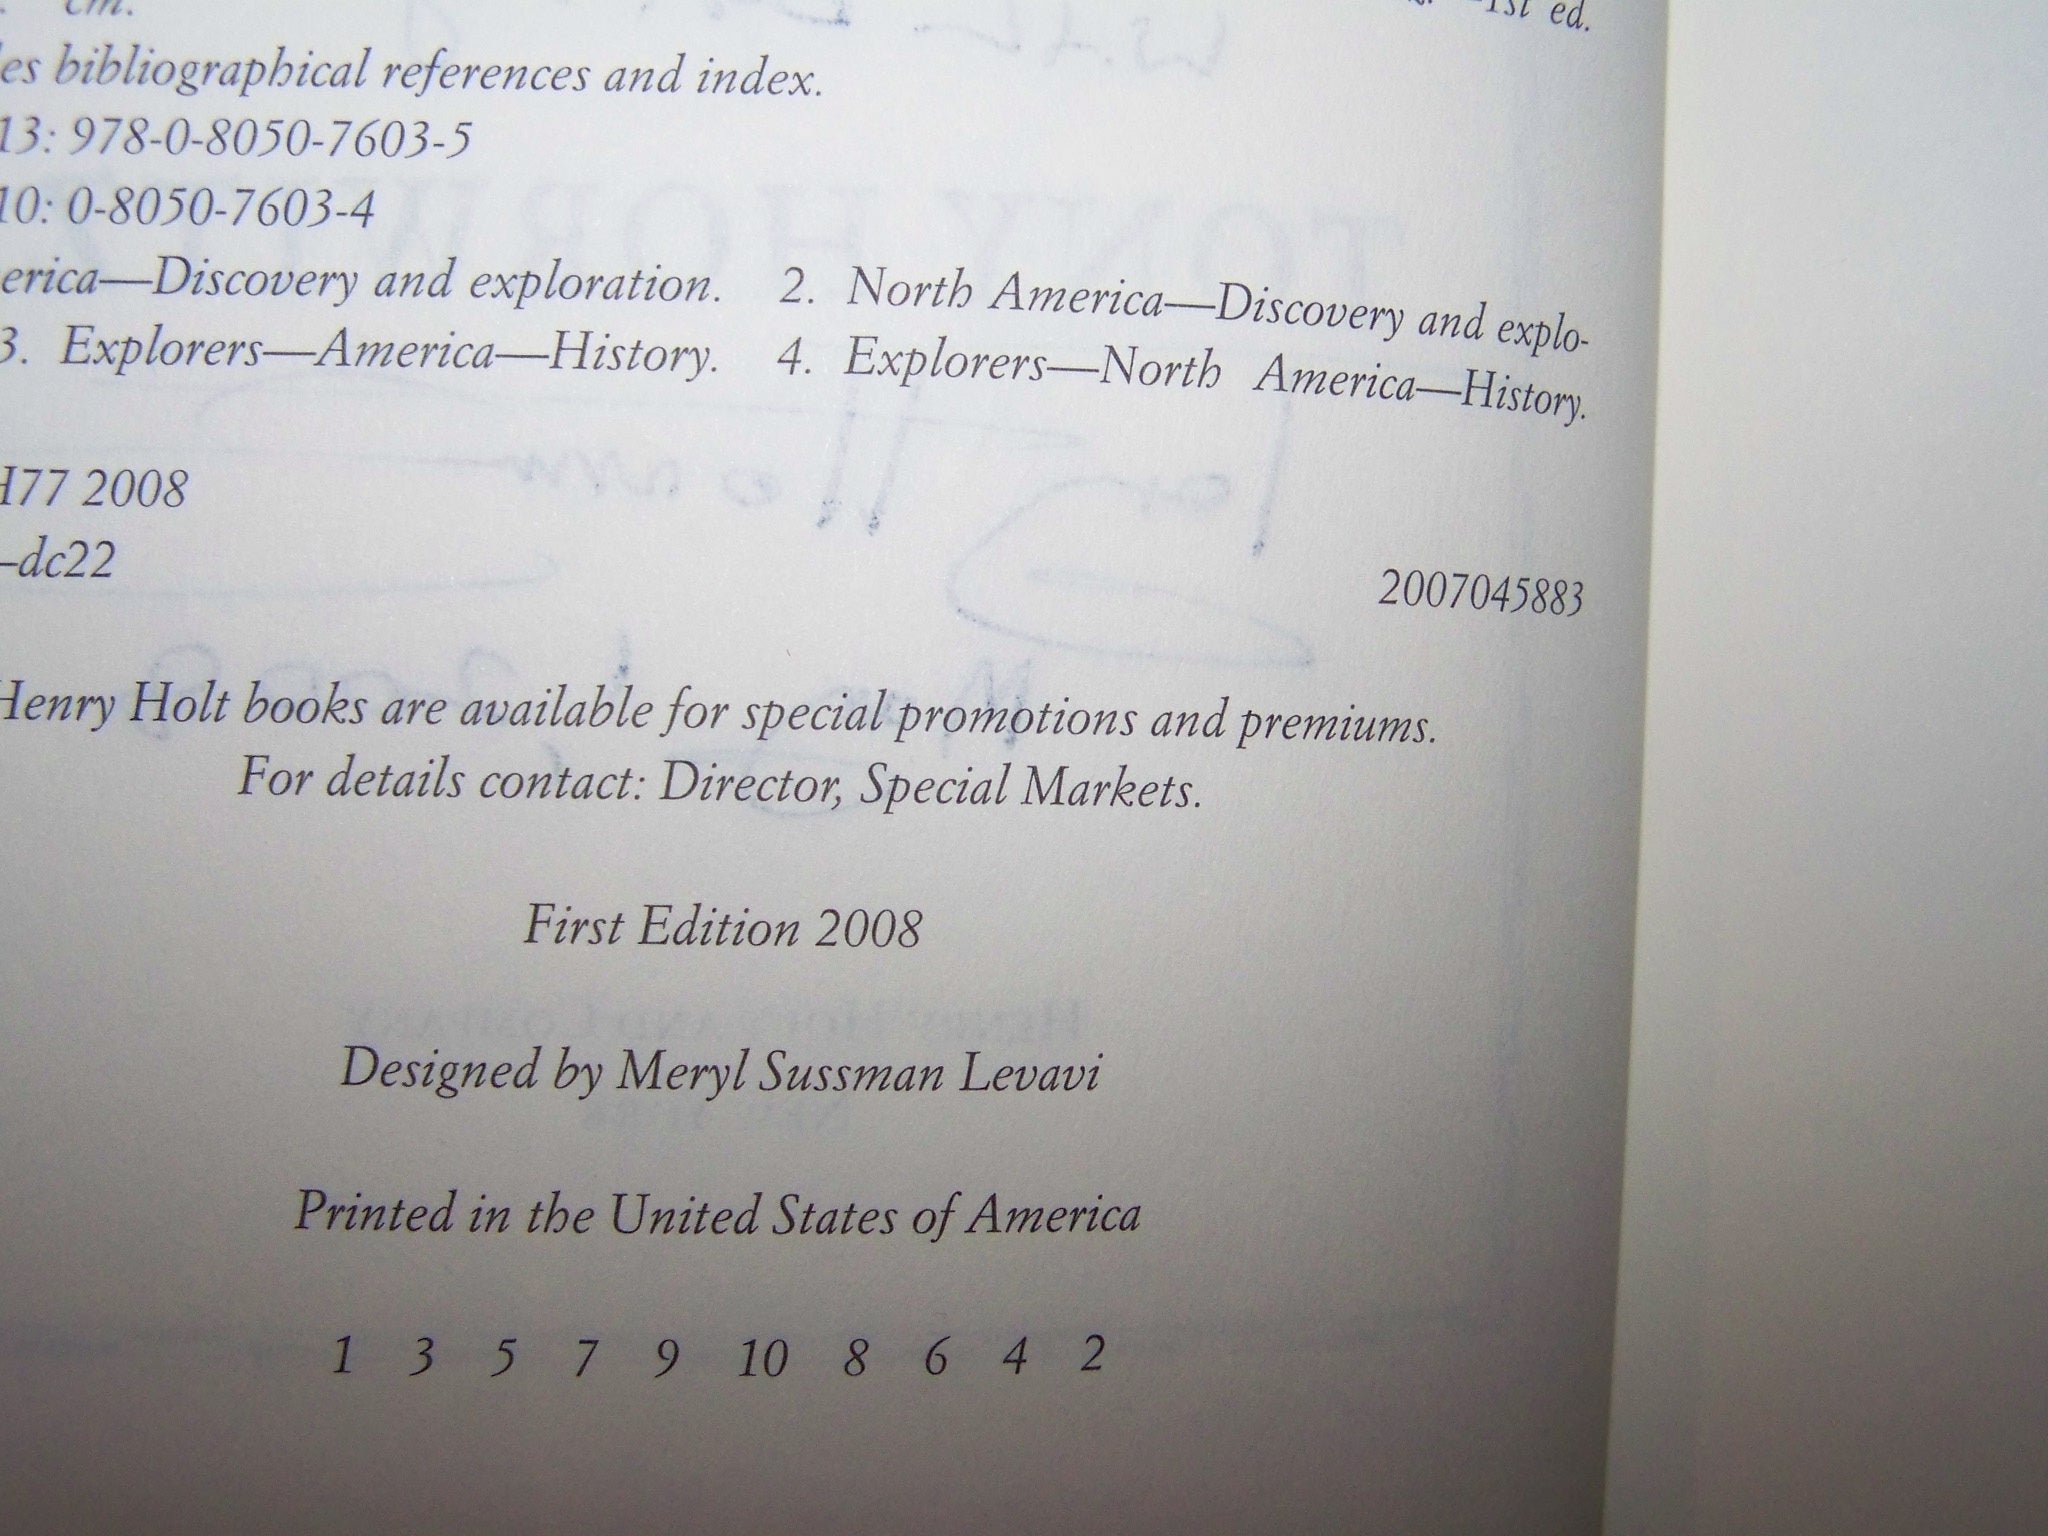 cm.
—1st ed.
es bibliographical references and index.
13: 978-0-8050-7603-5
10: 0-8050-7603-4
erica—Discovery and exploration. 2. North America—Discovery and explo-
3. Explorers—America—History. 4. Explorers—North America—History.
H77 2008
—dc22
2007045883
Henry Holt books are available for special promotions and premiums.
For details contact: Director, Special Markets.
First Edition 2008
Designed by Meryl Sussman Levavi
Printed in the United States of America
1 3 5 7 9 10 8 6 4 2